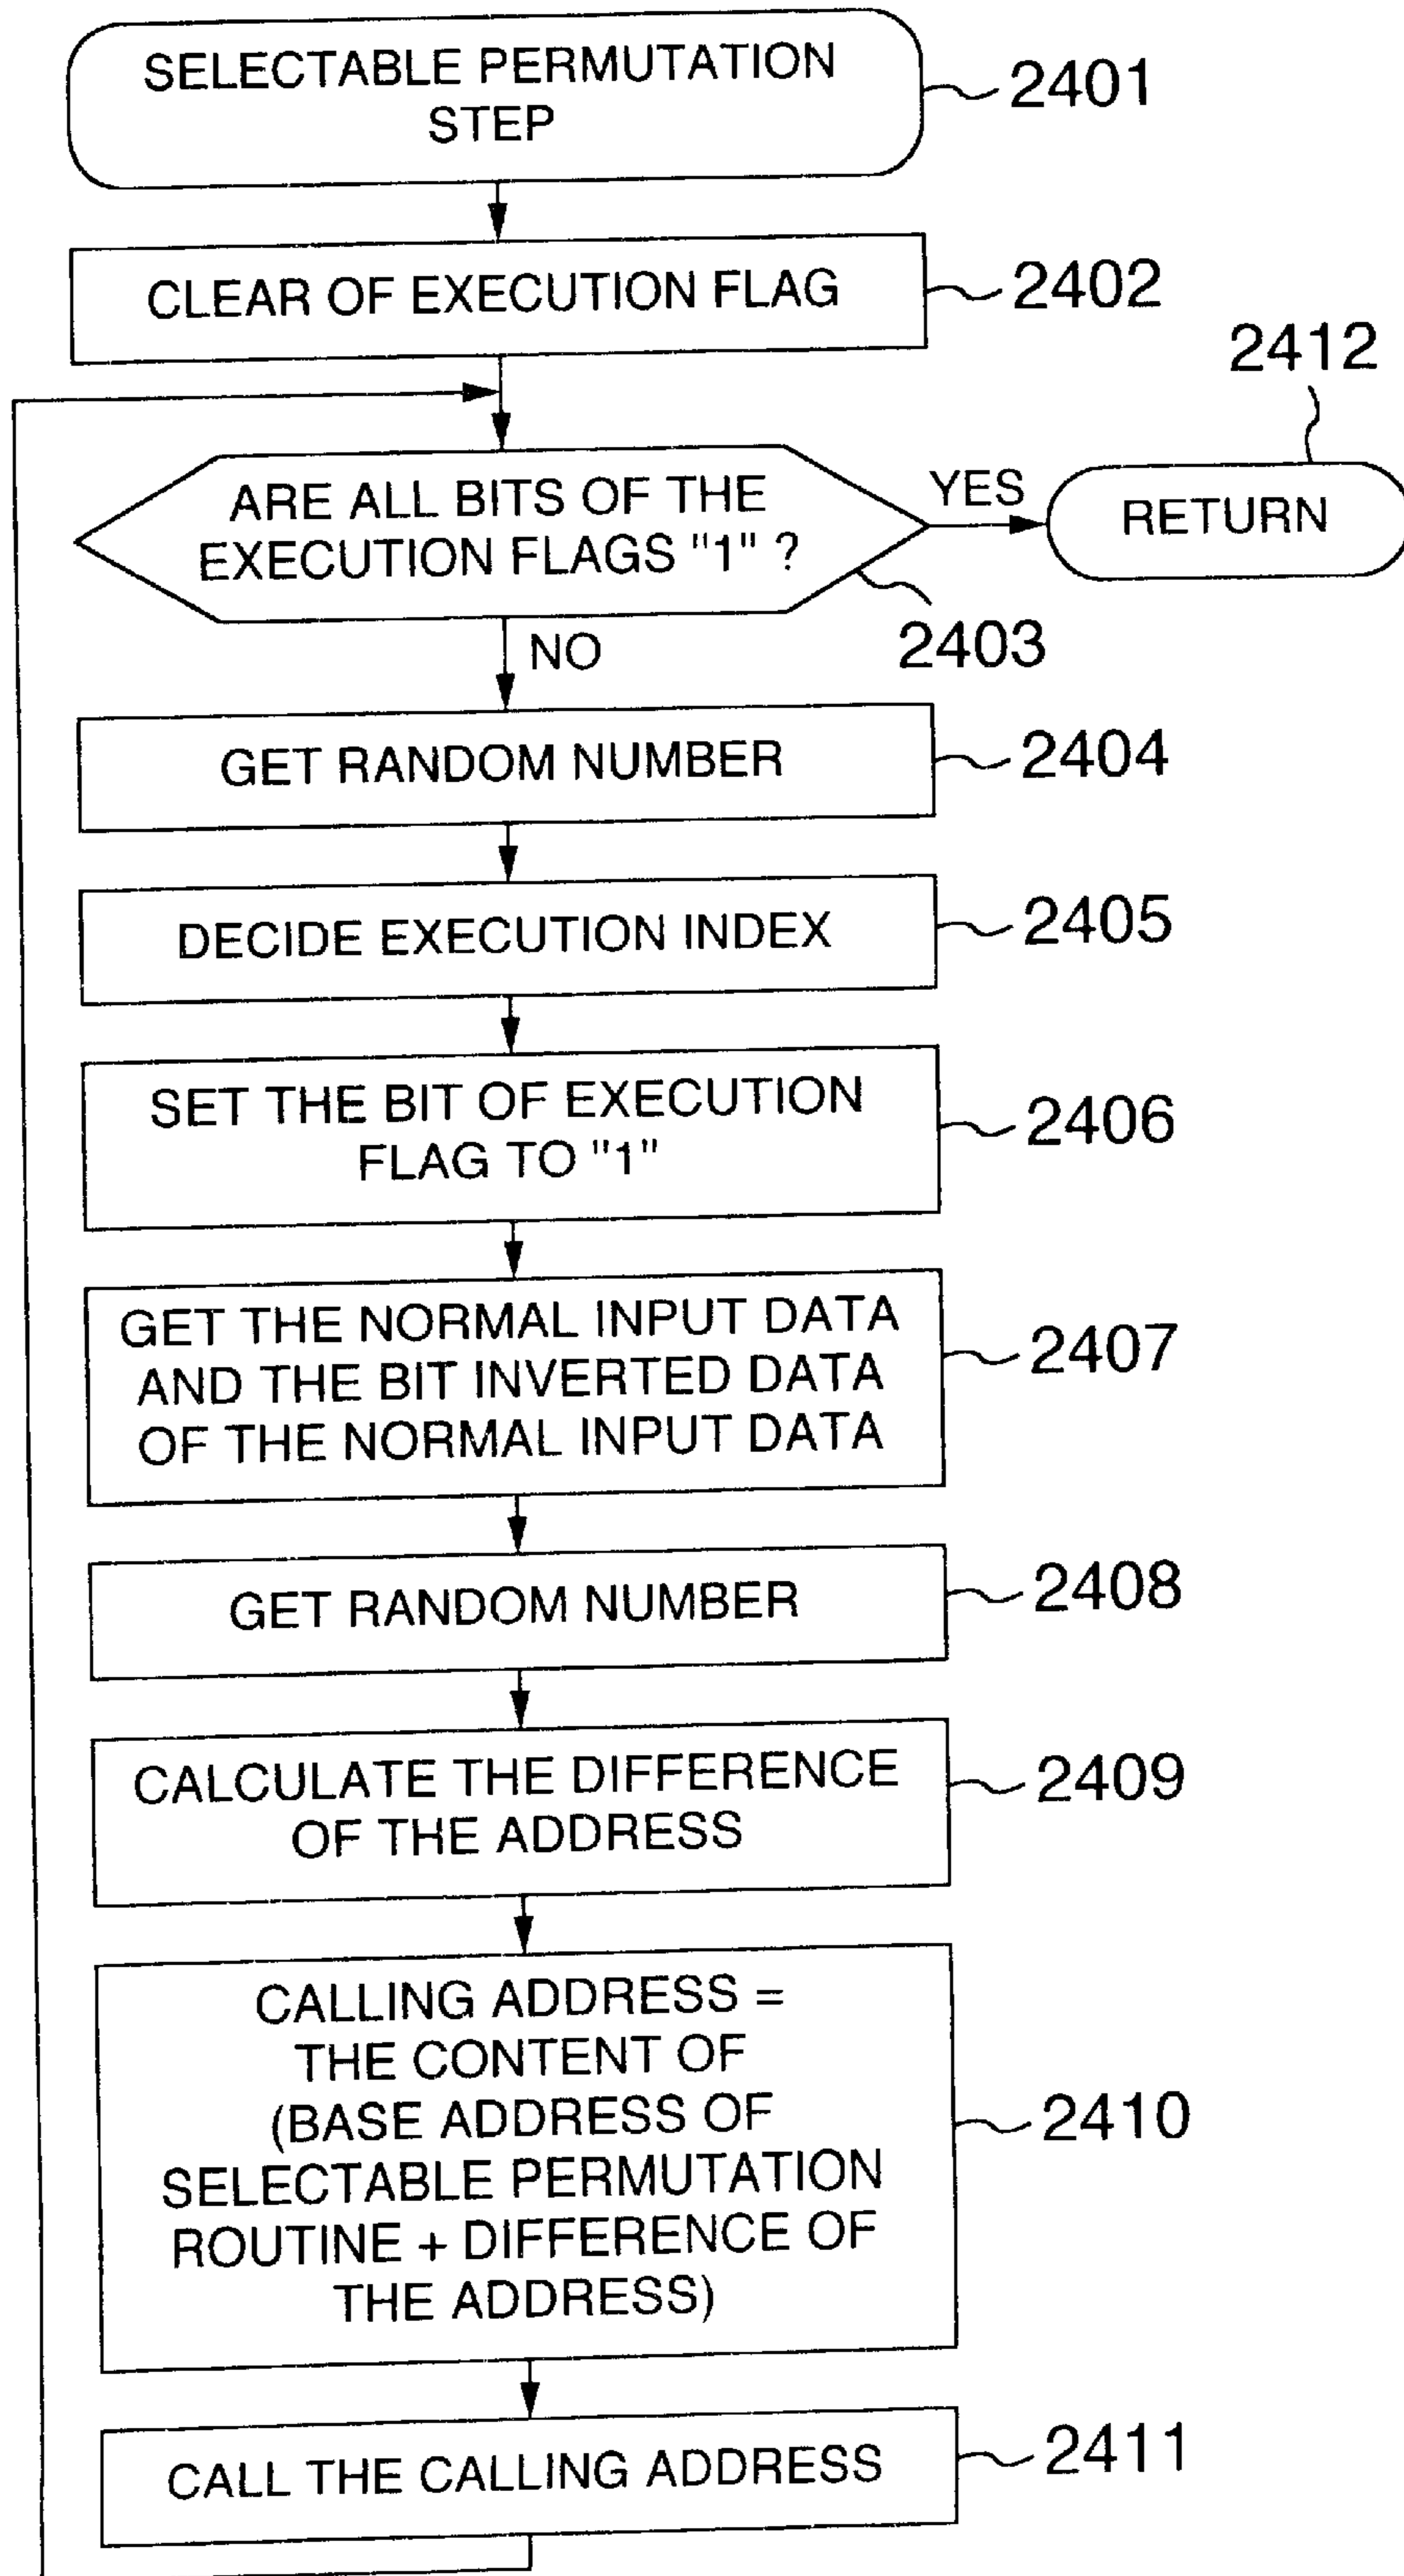 SELECTABLE PERMUTATION
STEP
2401
CLEAR OF EXECUTION FLAG
2402
2412
ARE ALL BITS OF THE
EXECUTION FLAGS "1" ?
YES
RETURN
2403
NO
GET RANDOM NUMBER
2404
DECIDE EXECUTION INDEX
2405
SET THE BIT OF EXECUTION
FLAG TO "1"
2406
GET THE NORMAL INPUT DATA
AND THE BIT INVERTED DATA
OF THE NORMAL INPUT DATA
2407
GET RANDOM NUMBER
2408
CALCULATE THE DIFFERENCE
OF THE ADDRESS
2409
CALLING ADDRESS =
THE CONTENT OF
(BASE ADDRESS OF
SELECTABLE PERMUTATION
ROUTINE + DIFFERENCE OF
THE ADDRESS)
2410
CALL THE CALLING ADDRESS
2411